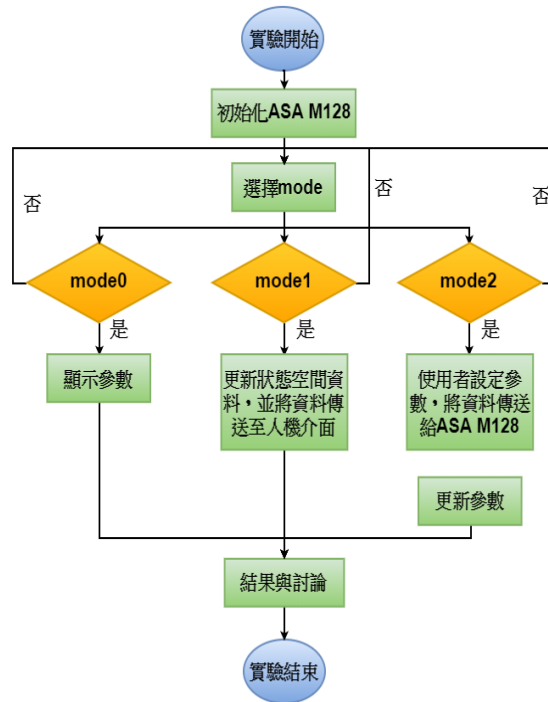 實驗開始
初始化ASA M128
選擇mode
否
否
否
mode0
mode1
mode2
是
是
是
顯示參數
更新狀態空間資
料，並將資料傳
送至人機介面
使用者設定參
數，將資料傳送
給ASA M128
更新參數
結果與討論
實驗結束